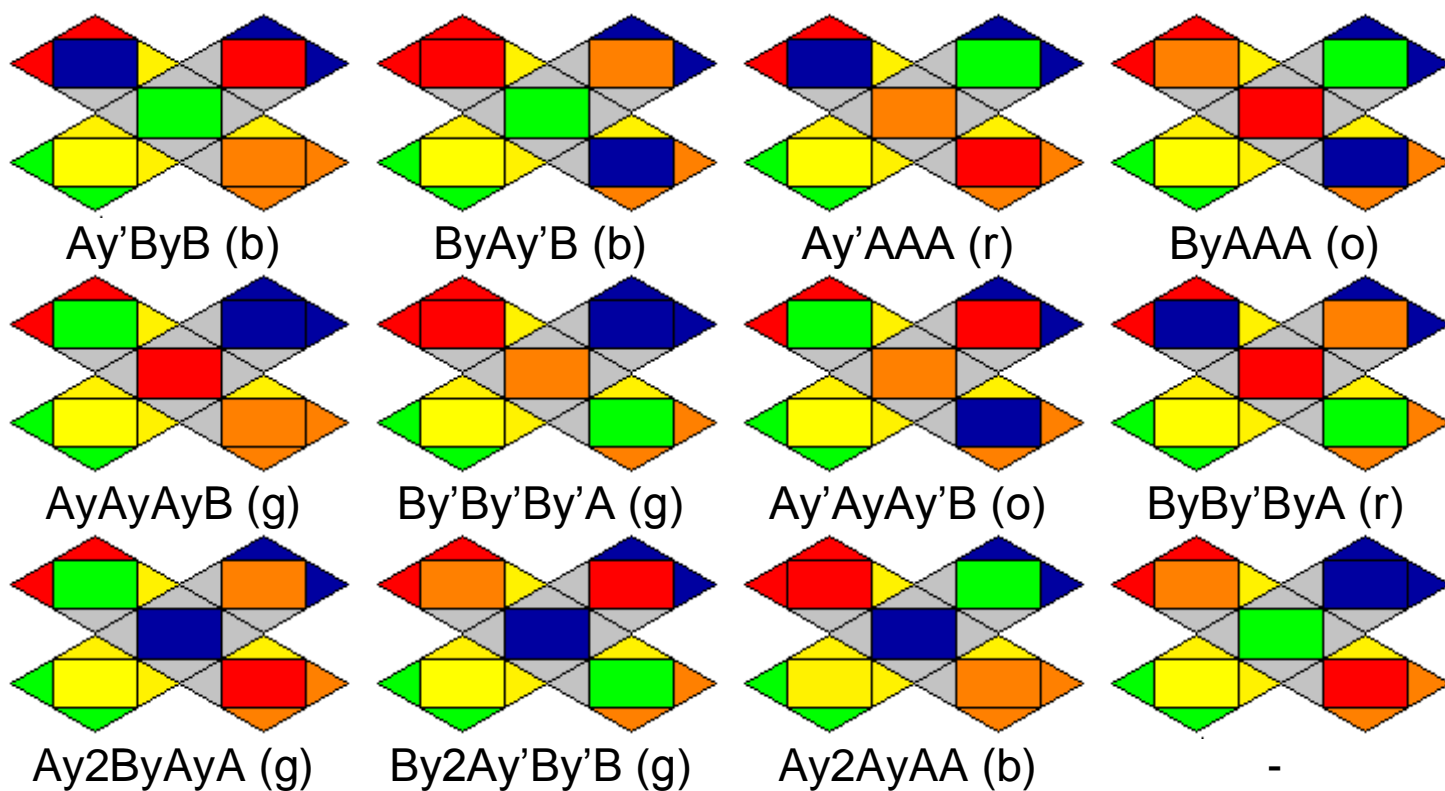 Ay’ByB (b) ByAy’B (b) Ay’AAA (r) ByAAA (o)
AyAyAyB (g) By’By’By’A (g) Ay’AyAy’B (o) ByBy’ByA (r)
Ay2ByAyA (g) By2Ay’By’B (g) Ay2AyAA (b) -